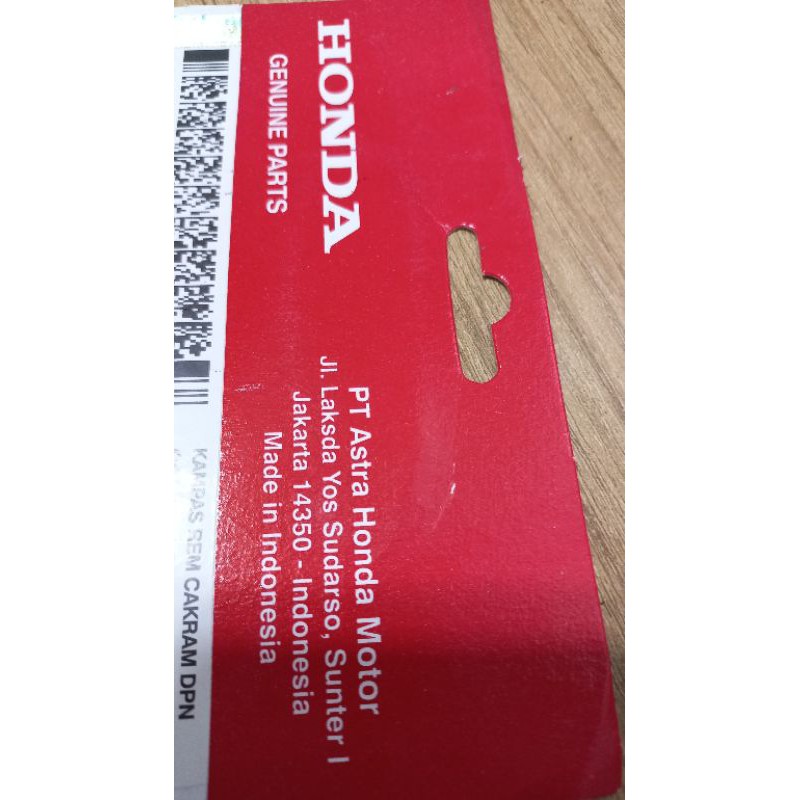 HONDA
GENUINE PARTS
PT Astra Honda Motor
Jl. Laksda Yos Sudarso, Sunter I
Jakarta 14350 - Indonesia
Made in Indonesia
KAMPAS REM CAKRAM DPN